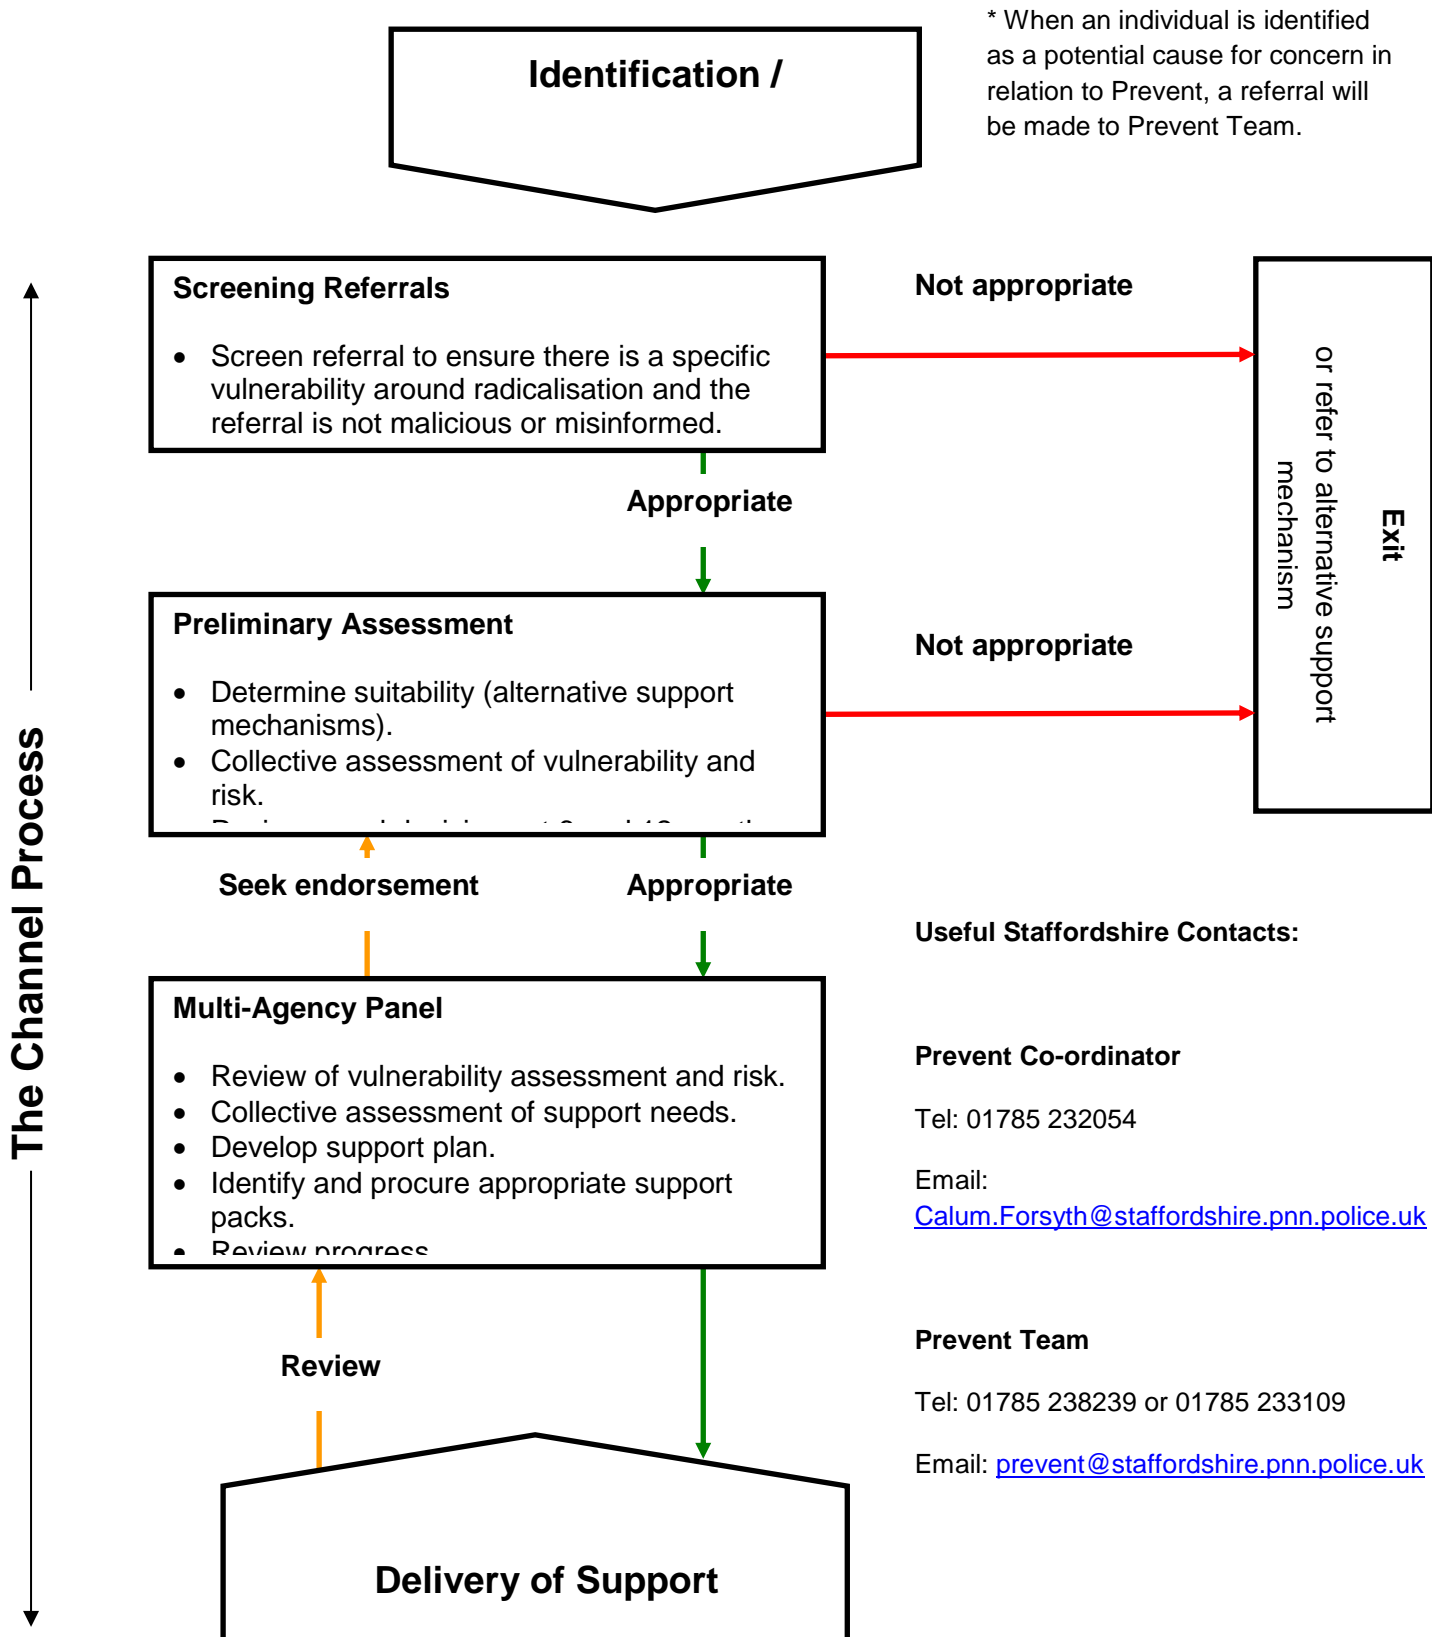 Identification /
* When an individual is identified
as a potential cause for concern in
relation to Prevent, a referral will
be made to Prevent Team.
The Channel Process
Screening Referrals
• Screen referral to ensure there is a specific
vulnerability around radicalisation and the
referral is not malicious or misinformed.
Not appropriate
Exit
or refer to alternative support
mechanism
Appropriate
Preliminary Assessment
• Determine suitability (alternative support
mechanisms).
• Collective assessment of vulnerability and
risk.
Not appropriate
Seek endorsement
Appropriate
Multi-Agency Panel
• Review of vulnerability assessment and risk.
• Collective assessment of support needs.
• Develop support plan.
• Identify and procure appropriate support
packs.
• Review progress
Review
Delivery of Support
Useful Staffordshire Contacts:
Prevent Co-ordinator
Tel: 01785 232054
Email:
Calum.Forsyth@staffordshire.pnn.police.uk
Prevent Team
Tel: 01785 238239 or 01785 233109
Email: prevent@staffordshire.pnn.police.uk